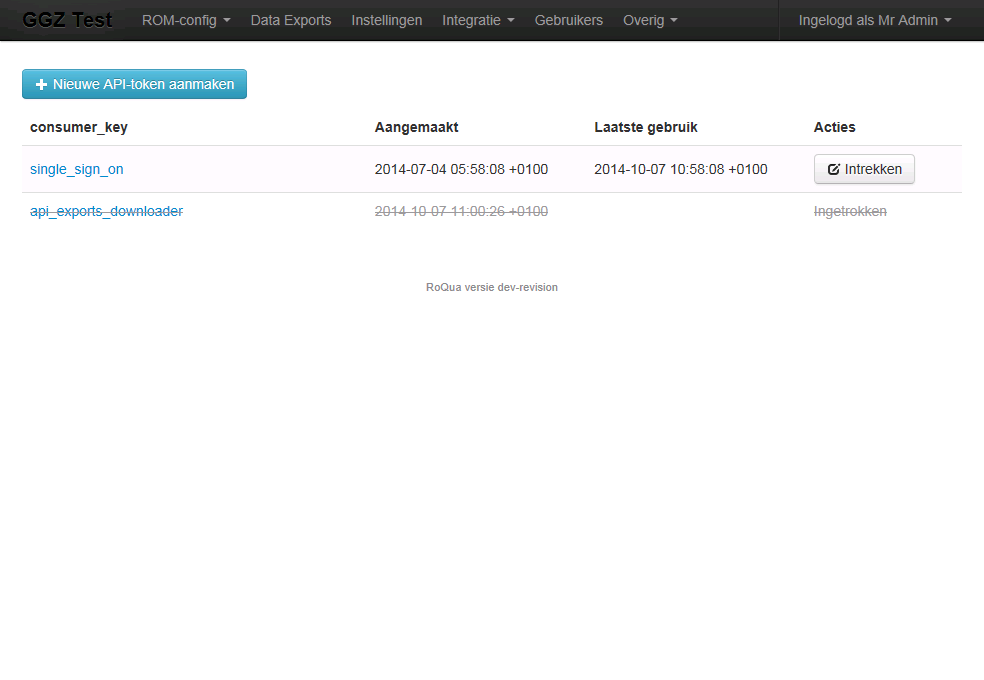 GGZ Test ROM-config Data Exports Instellingen Integratie Gebruikers Overig Ingelogd als Mr Admin
Nieuwe API-token aanmaken
consumer_key Aangemaakt Laatste gebruik Acties
single_sign_on 2014-07-04 05:58:08 +0100 2014-10-07 10:58:08 +0100 Intrekken
api_exports_downloader 2014-10-07 11:00:26 +0100 Ingetrokken
RoQua versie dev-revision